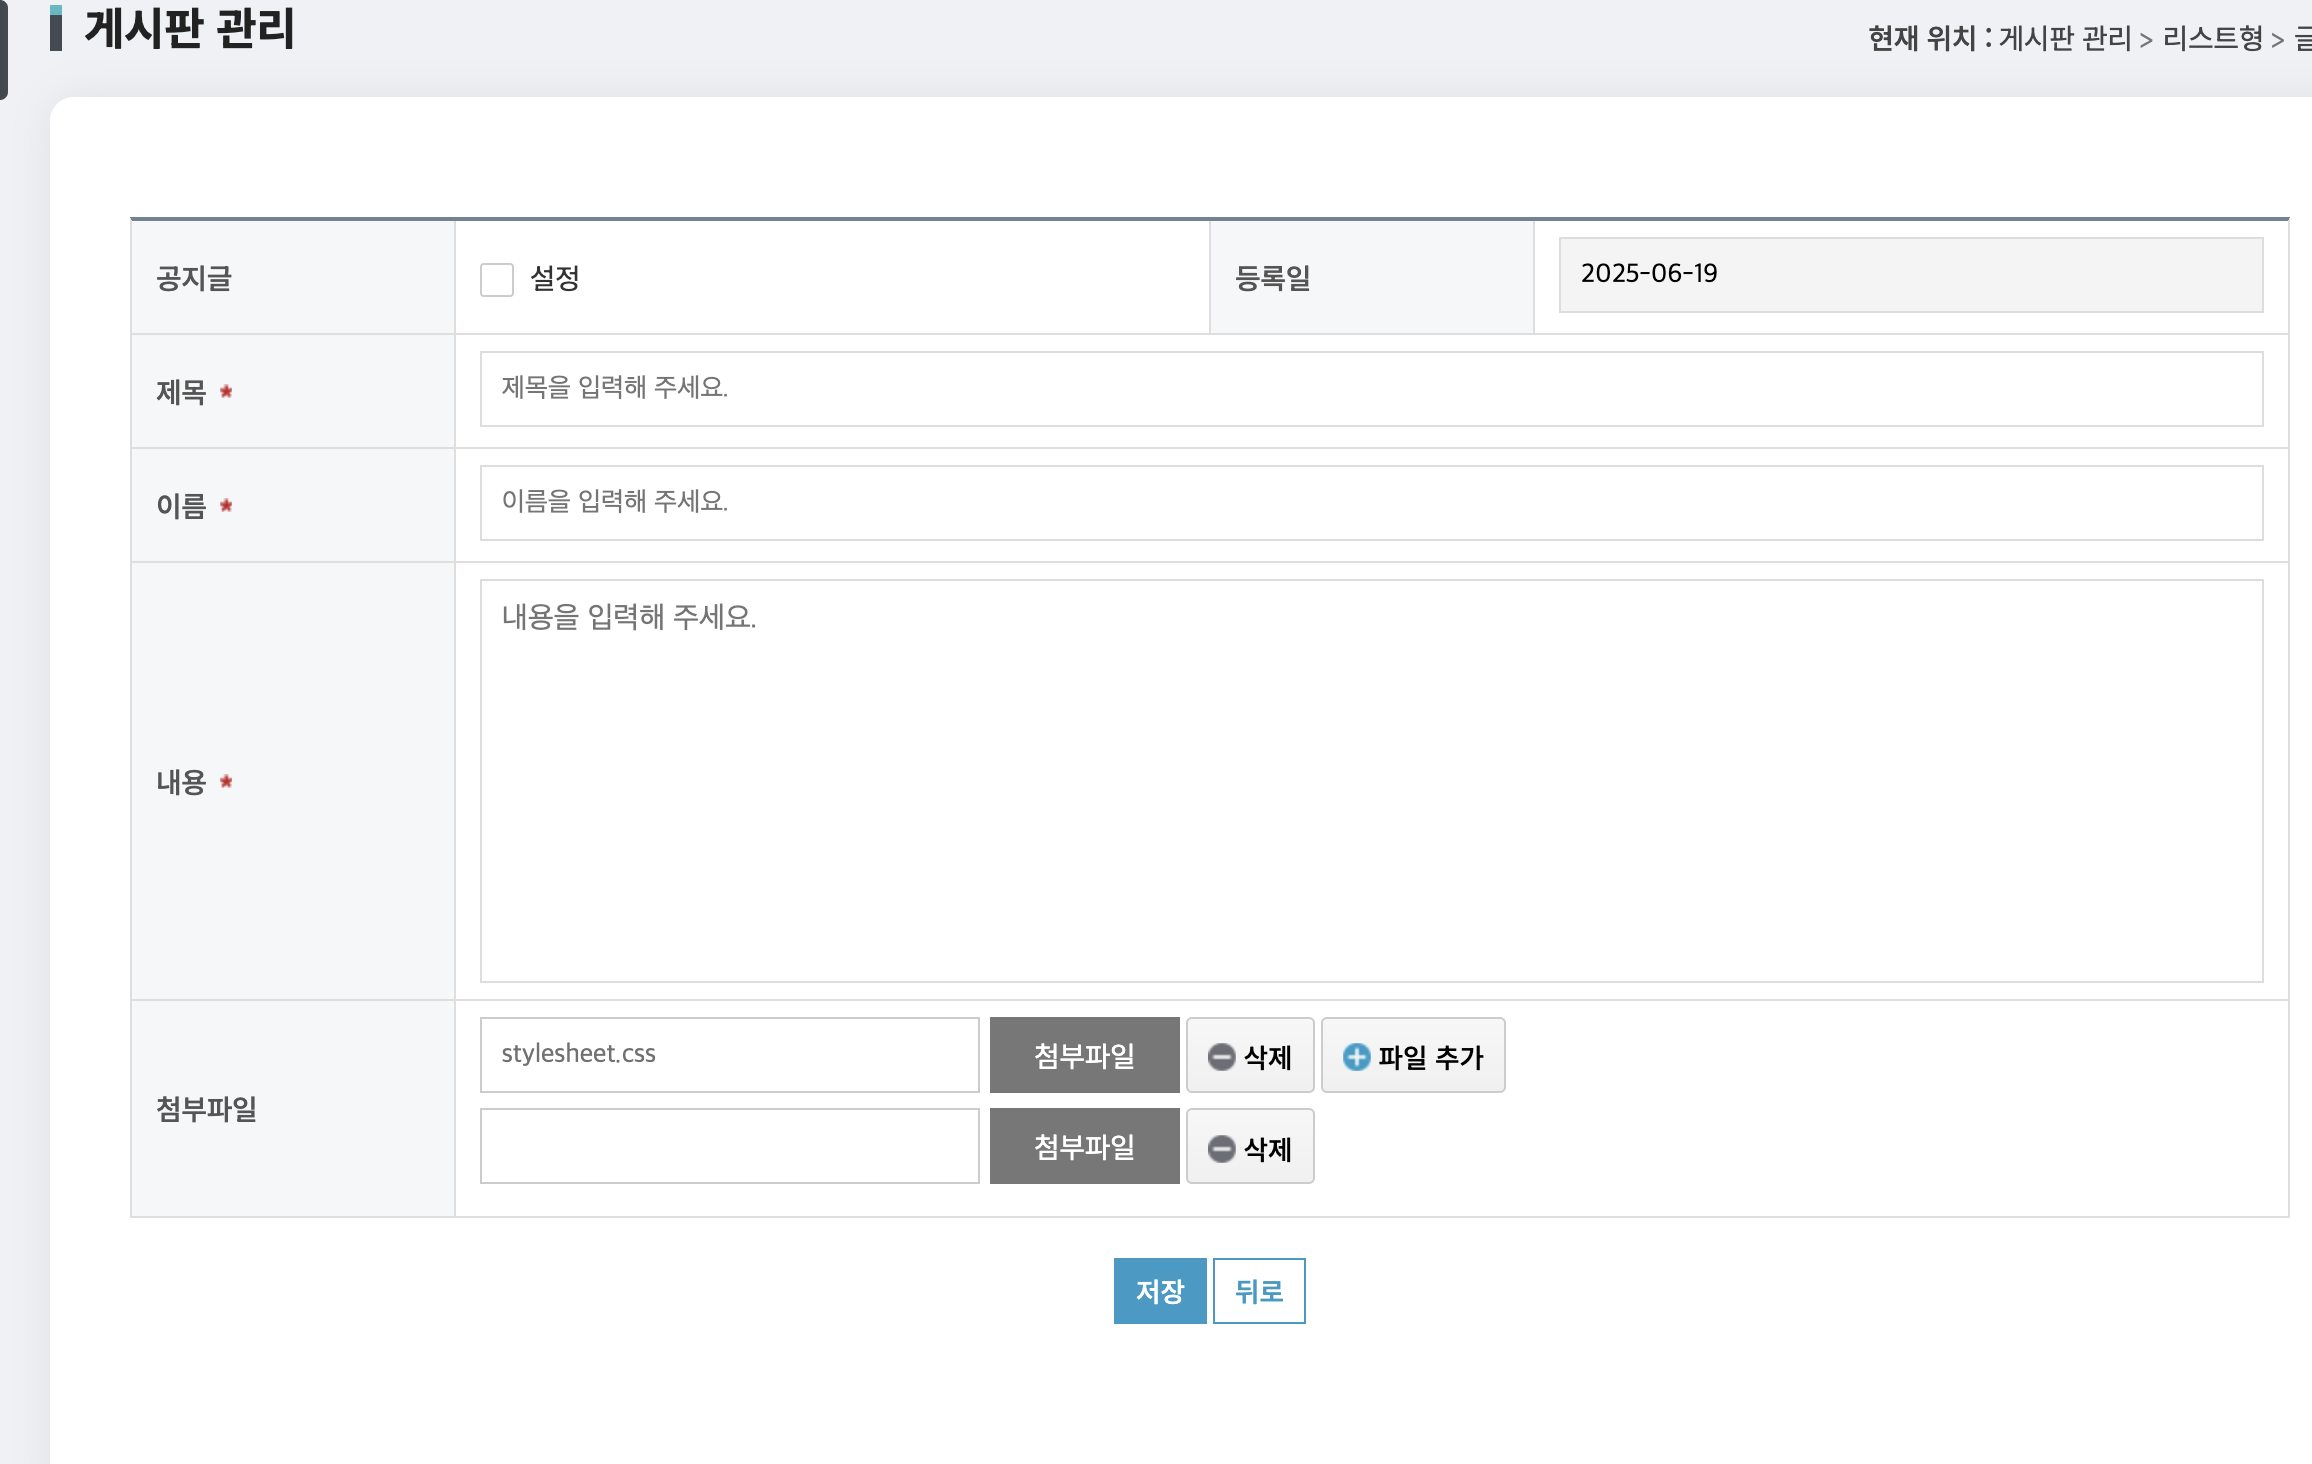 게시판 관리
현재 위치 : 게시판 관리 > 리스트형 >
공지글
설정
등록일
2025-06-19
제목 *
제목을 입력해 주세요.
이름 *
이름을 입력해 주세요.
내용 *
내용을 입력해 주세요.
첨부파일
stylesheet.css
첨부파일
삭제
파일 추가
첨부파일
삭제
저장
뒤로